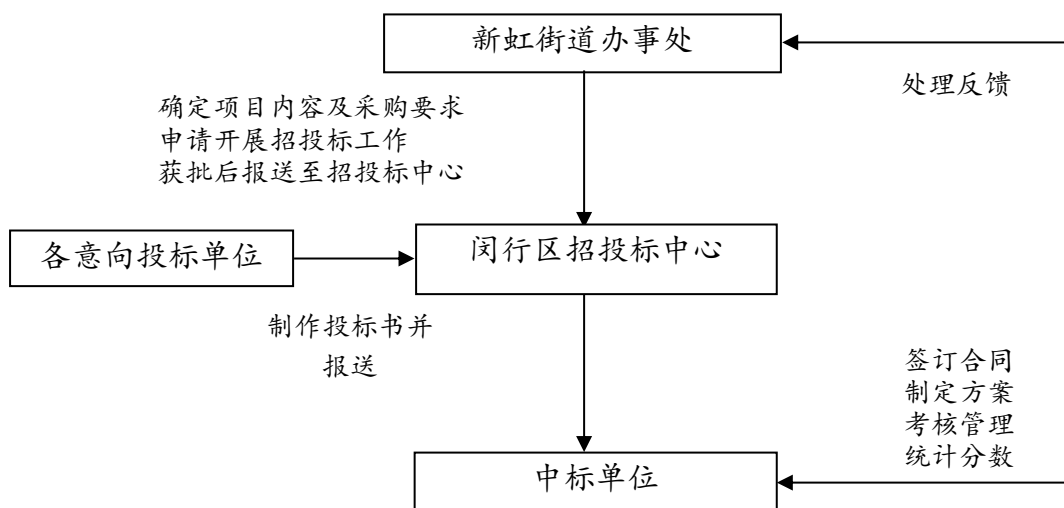 新虹街道办事处
处理反馈
确定项目内容及采购要求
申请开展招投标工作
获批后报送至招投标中心
各意向投标单位
闵行区招投标中心
制作投标书并
报送
签订合同
制定方案
考核管理
统计分数
中标单位